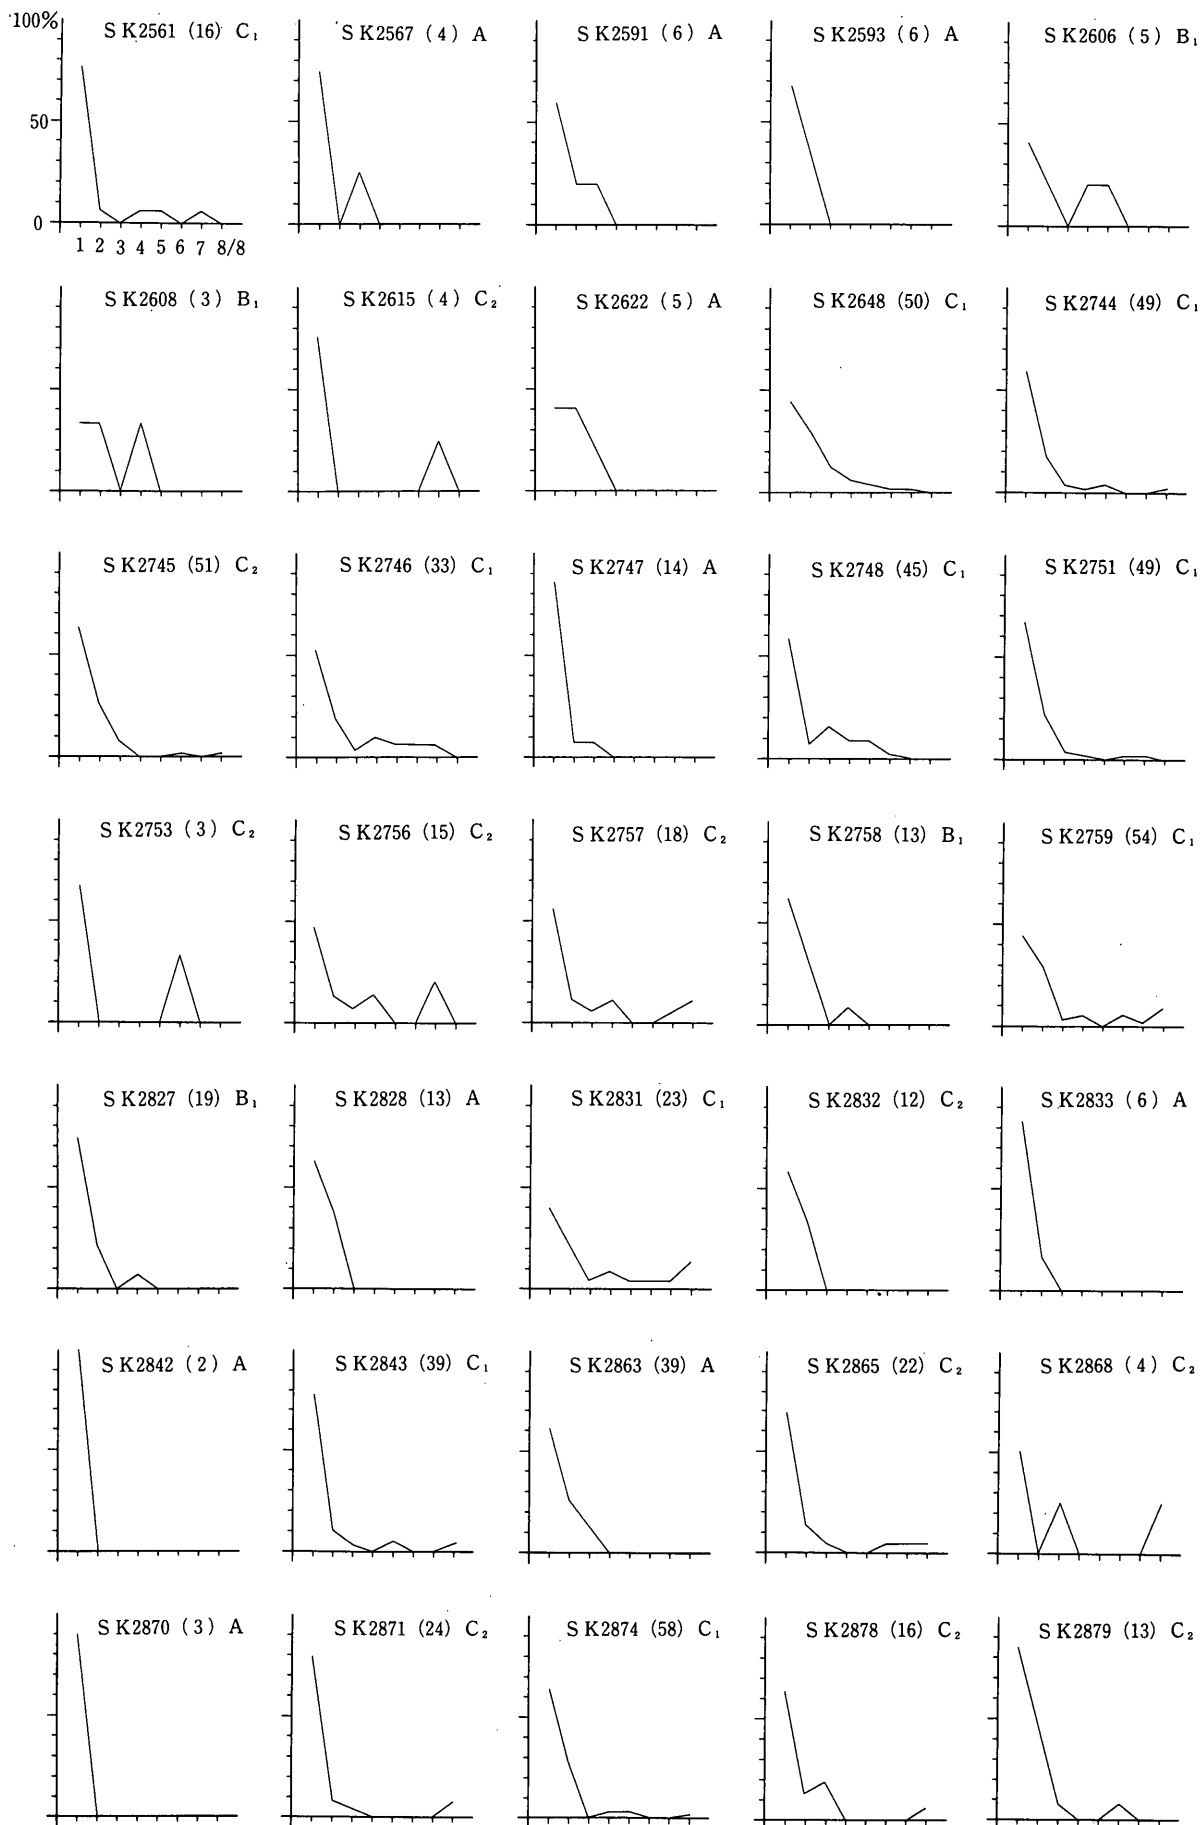 100%
50
0
1 2 3 4 5 6 7 8/8
SK2561 (16) C₁
SK2567 (4) A
SK2591 (6) A
SK2593 (6) A
SK2606 (5) B₁
SK2608 (3) B₁
SK2615 (4) C₂
SK2622 (5) A
SK2648 (50) C₁
SK2744 (49) C₁
SK2745 (51) C₂
SK2746 (33) C₁
SK2747 (14) A
SK2748 (45) C₁
SK2751 (49) C₁
SK2753 (3) C₂
SK2756 (15) C₂
SK2757 (18) C₂
SK2758 (13) B₁
SK2759 (54) C₁
SK2827 (19) B₁
SK2828 (13) A
SK2831 (23) C₁
SK2832 (12) C₂
SK2833 (6) A
SK2842 (2) A
SK2843 (39) C₁
SK2863 (39) A
SK2865 (22) C₂
SK2868 (4) C₂
SK2870 (3) A
SK2871 (24) C₂
SK2874 (58) C₁
SK2878 (16) C₂
SK2879 (13) C₂